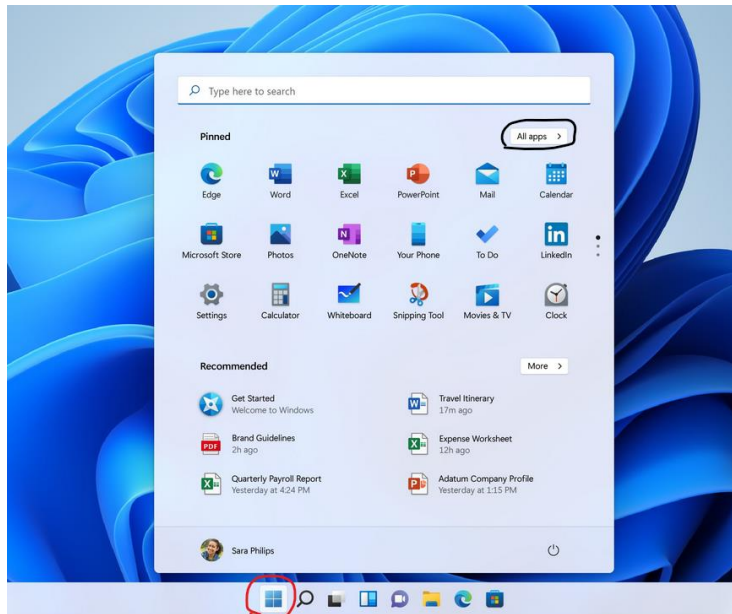 Type here to search
Pinned
All apps >
Edge Word Excel PowerPoint Mail Calendar
Microsoft Store Photos OneNote Your Phone To Do LinkedIn
Settings Calculator Whiteboard Snipping Tool Movies & TV Clock
Recommended
More >
Get Started
Welcome to Windows
Travel Itinerary
17m ago
Brand Guidelines
2h ago
Expense Worksheet
12h ago
Quarterly Payroll Report
Yesterday at 4:24 PM
Adatum Company Profile
Yesterday at 1:15 PM
Sara Philips